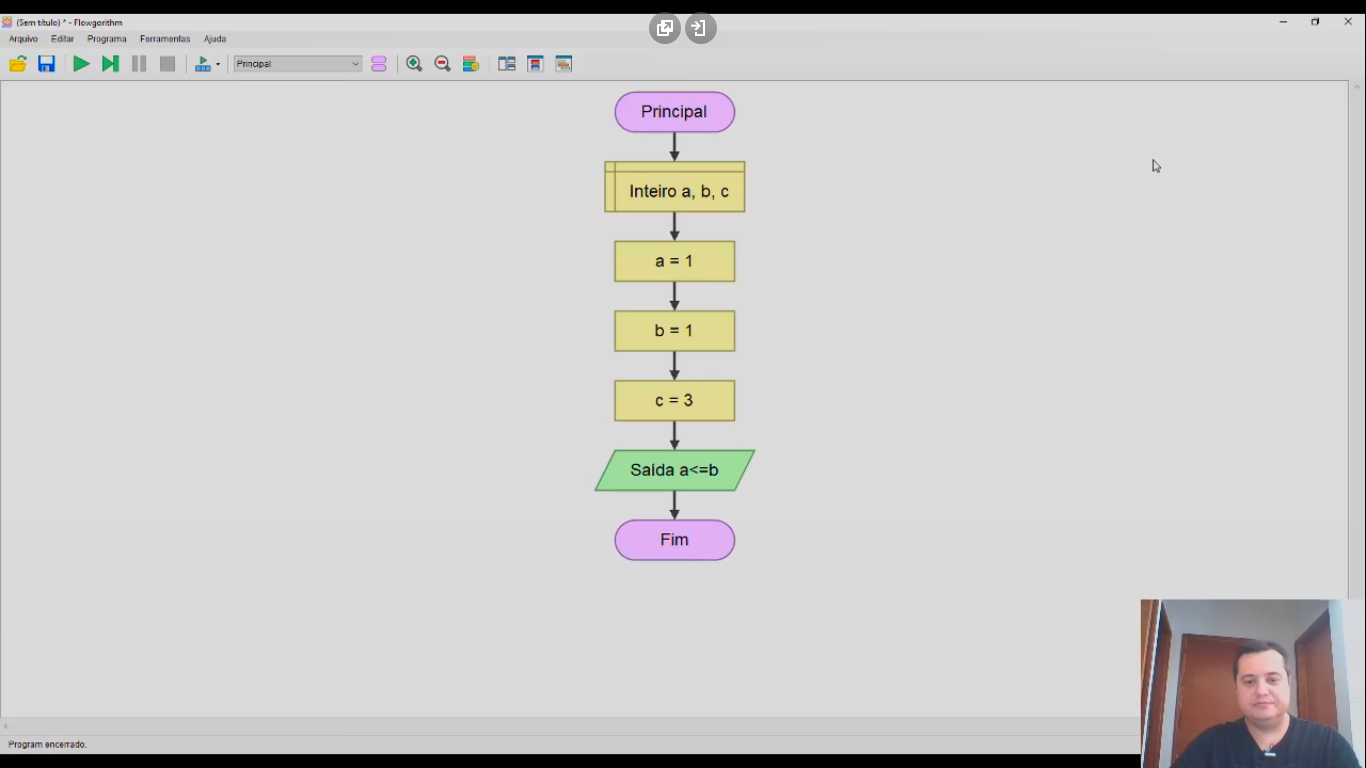 (Sem título) * - Flowgorithm
Arquivo Editar Programa Ferramentas Ajuda
Principal
Principal
Inteiro a, b, c
a = 1
b = 1
c = 3
Saída a<=b
Fim
Program encerrado.